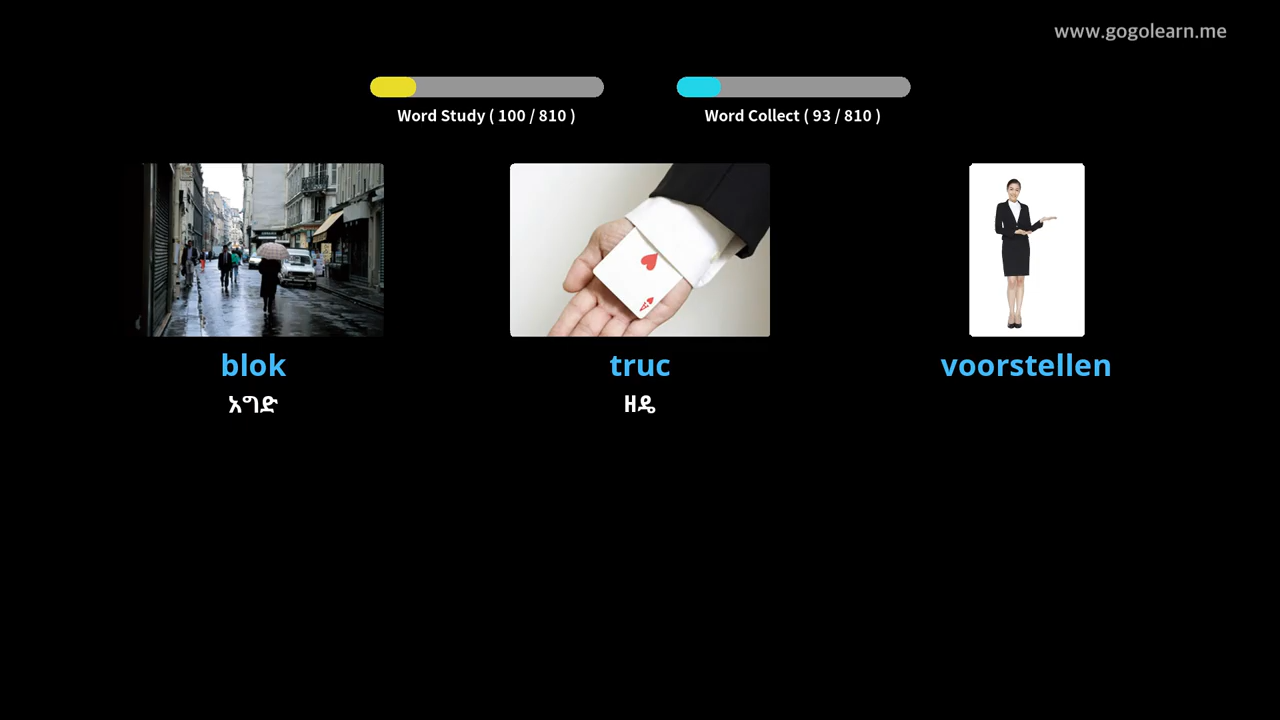 www.gogolearn.me
Word Study ( 100 / 810 )
Word Collect ( 93 / 810 )
blok
truc
voorstellen
አግድ
ዘዴ